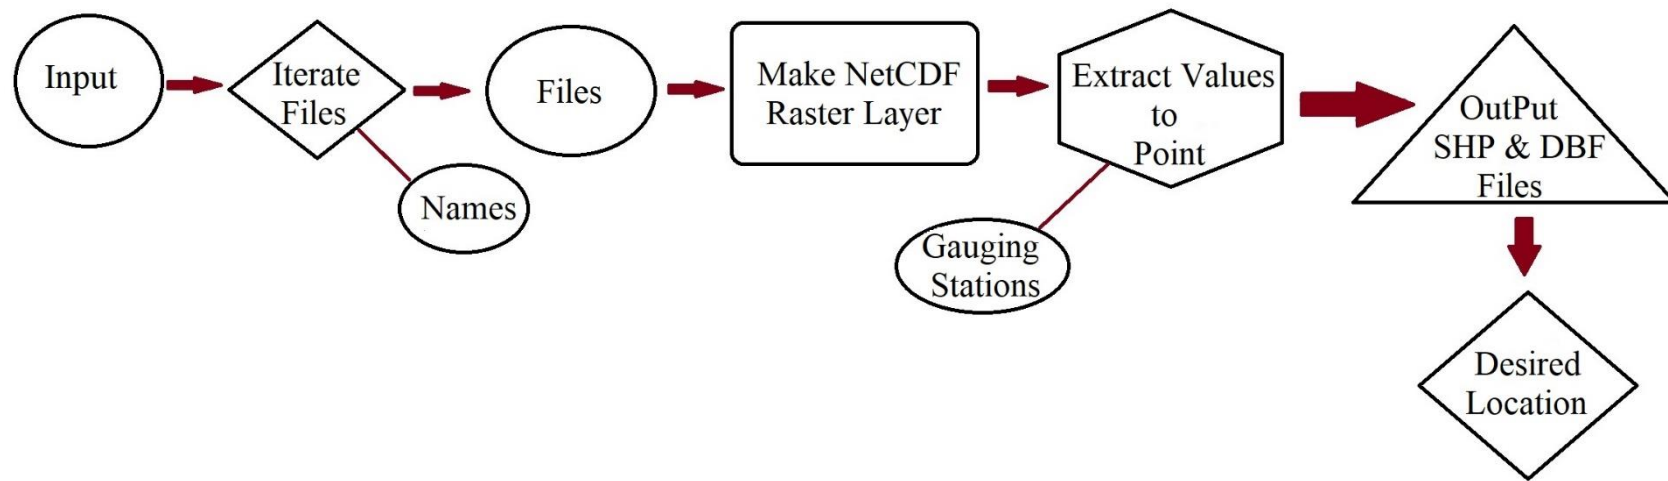 Input
Iterate
Files
Names
Files
Make NetCDF
Raster Layer
Extract Values
to
Point
Gauging
Stations
OutPut
SHP & DBF
Files
Desired
Location